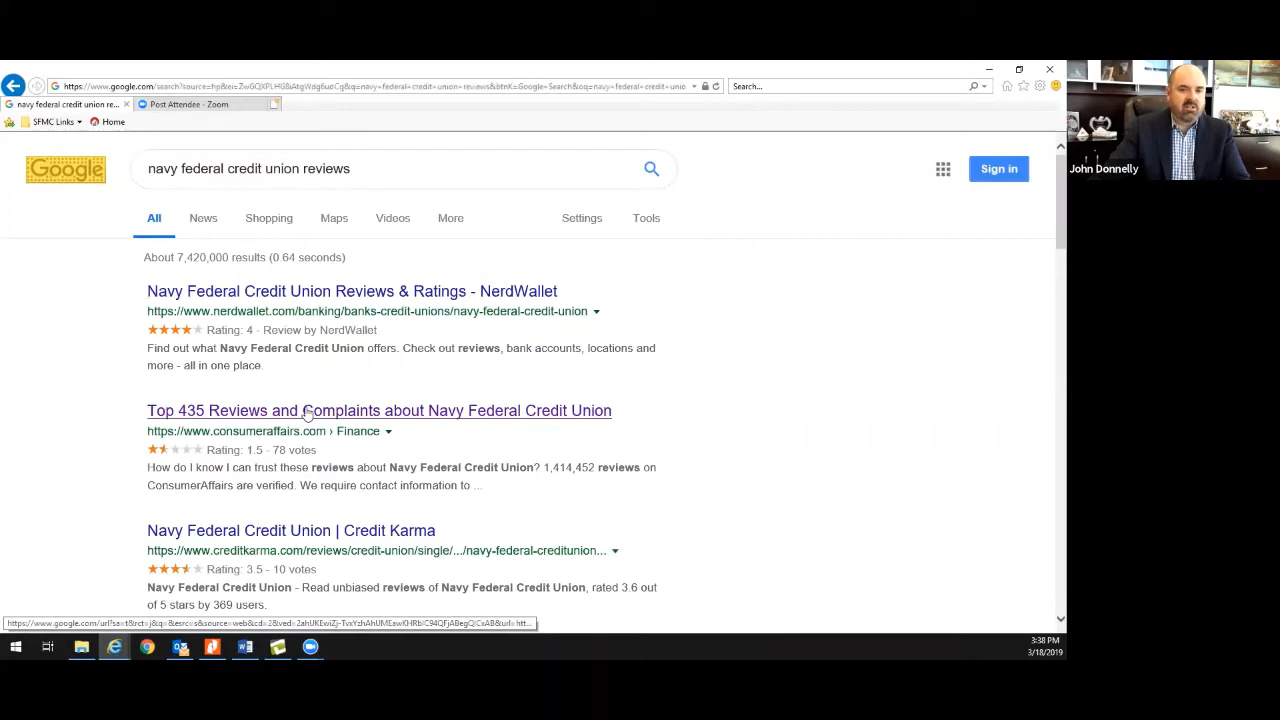 https://www.google.com/search?source=hp&ei=
Search...
navy federal credit union re...
Post Attendee - Zoom
SFMC Links
Home
Google
navy federal credit union reviews
Sign in
All News Shopping Maps Videos More Settings Tools
About 7,420,000 results (0.64 seconds)
Navy Federal Credit Union Reviews & Ratings - NerdWallet
https://www.nerdwallet.com/banking/banks-credit-unions/navy-federal-credit-union
Rating: 4 - Review by NerdWallet
Find out what Navy Federal Credit Union offers. Check out reviews, bank accounts, locations and
more - all in one place.
Top 435 Reviews and Complaints about Navy Federal Credit Union
https://www.consumeraffairs.com › Finance
Rating: 1.5 - 78 votes
How do I know I can trust these reviews about Navy Federal Credit Union? 1,414,452 reviews on
ConsumerAffairs are verified. We require contact information to ...
Navy Federal Credit Union | Credit Karma
https://www.creditkarma.com/reviews/credit-union/single/.../navy-federal-creditunion...
Rating: 3.5 - 10 votes
Navy Federal Credit Union - Read unbiased reviews of Navy Federal Credit Union, rated 3.6 out
of 5 stars by 369 users.
3:38 PM
3/18/2019
John Donnelly